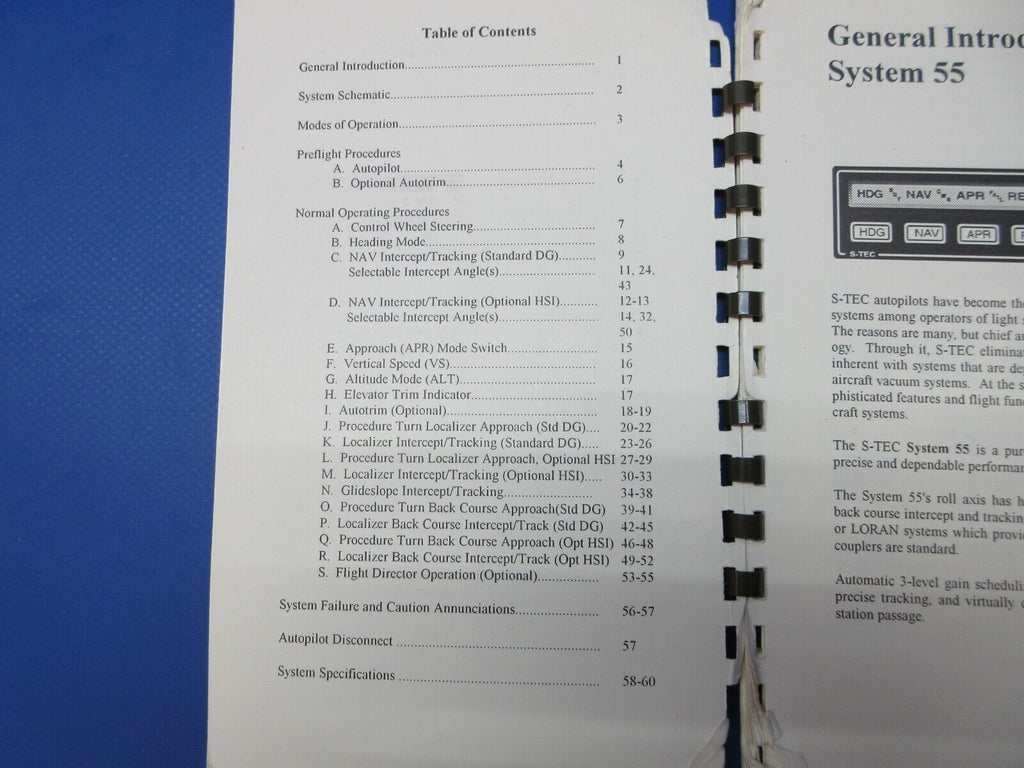 Table of Contents
General Introduction.......................................................... 1
System Schematic.............................................................. 2
Modes of Operation............................................................ 3
Preflight Procedures
A. Autopilot.......................................................... 4
B. Optional Autotrim............................................. 6
Normal Operating Procedures
A. Control Wheel Steering..................................... 7
B. Heading Mode................................................... 8
C. NAV Intercept/Tracking (Standard DG)........... 9
Selectable Intercept Angle(s)............................. 11, 24,
43
D. NAV Intercept/Tracking (Optional HSI)........... 12-13
Selectable Intercept Angle(s)............................. 14, 32,
50
E. Approach (APR) Mode Switch........................... 15
F. Vertical Speed (VS)........................................... 16
G. Altitude Mode (ALT)......................................... 17
H. Elevator Trim Indicator...................................... 17
I. Autotrim (Optional)............................................ 18-19
J. Procedure Turn Localizer Approach (Std DG).... 20-22
K. Localizer Intercept/Tracking (Standard DG)..... 23-26
L. Procedure Turn Localizer Approach, Optional HSI 27-29
M. Localizer Intercept/Tracking (Optional HSI)..... 30-33
N. Glideslope Intercept/Tracking........................... 34-38
O. Procedure Turn Back Course Approach(Std DG) 39-41
P. Localizer Back Course Intercept/Track (Std DG) 42-45
Q. Procedure Turn Back Course Approach (Opt HSI) 46-48
R. Localizer Back Course Intercept/Track (Opt HSI) 49-52
S. Flight Director Operation (Optional)................. 53-55
System Failure and Caution Annunciations....................... 56-57
Autopilot Disconnect ......................................................... 57
System Specifications ........................................................ 58-60
General Introd
System 55
HDG NAV APR RE
HDG NAV APR
S-TEC
S-TEC autopilots have become the
systems among operators of light
The reasons are many, but chief a
ogy. Through it, S-TEC elimina
inherent with systems that are de
aircraft vacuum systems. At the s
phisticated features and flight fun
craft systems.
The S-TEC System 55 is a pur
precise and dependable performa
The System 55's roll axis has h
back course intercept and trackin
or LORAN systems which provi
couplers are standard.
Automatic 3-level gain scheduli
precise tracking, and virtually
station passage.